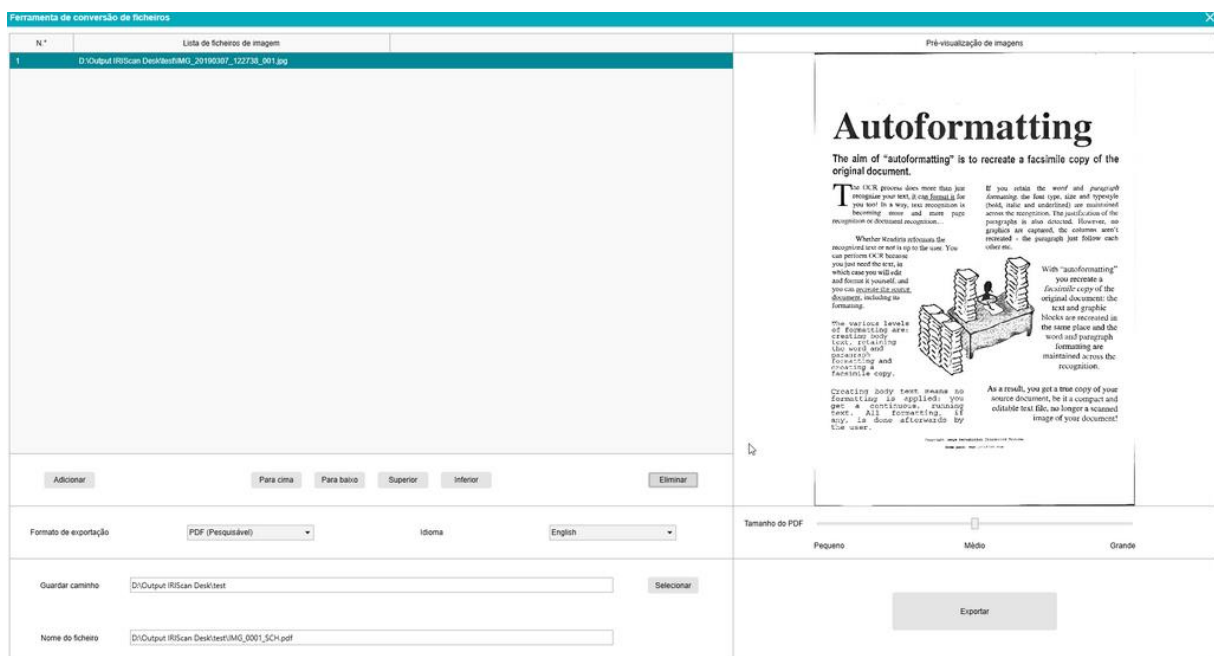 Ferramenta de conversão de ficheiros
N.º Lista de ficheiros de imagem
1 D:\Output IRIScan Desk\test\IMG_20190307_122738_001.jpg
Adicionar Para cima Para baixo Superior Inferior Eliminar
Formato de exportação PDF (Pesquisável) Idioma English
Guardar caminho D:\Output IRIScan Desk\test Selecionar
Nome do ficheiro D:\Output IRIScan Desk\test\IMG_0001_SCH.pdf
Pré-visualização de imagens
Autoformatting
The aim of "autoformatting" is to recreate a facsimile copy of the
original document.
The OCR process does more than just
recognize your text, it can format it for
you too! In a way, text recognition is
becoming more and more page
recognition or document recognition...
Whether Readiris reformats the
recognized text or not is up to the user. You
can perform OCR because
you just need the text, in
which case you will edit
and format it yourself, and
you can recreate the source
document, including its
formatting.
The various levels
of formatting are:
creating body
text, retaining
the word and
paragraph
formatting and
creating a
facsimile copy.
Creating body text means no
formatting is applied: you
get a continuous, running
text. All formatting, if
any, is done afterwards by
the user.
If you retain the word and paragraph
formatting, the font type, size and typestyle
(bold, italic and underlined) are maintained
across the recognition. The justification of the
paragraphs is also detected. However, no
graphics are captured, the columns aren't
recreated - the paragraph just follow each
other etc.
With "autoformatting"
you recreate a
facsimile copy of the
original document: the
text and graphic
blocks are recreated in
the same place and the
word and paragraph
formatting are
maintained across the
recognition.
As a result, you get a true copy of your
source document, be it a compact and
editable text file, no longer a scanned
image of your document!
Tamanho do PDF
Pequeno Médio Grande
Exportar